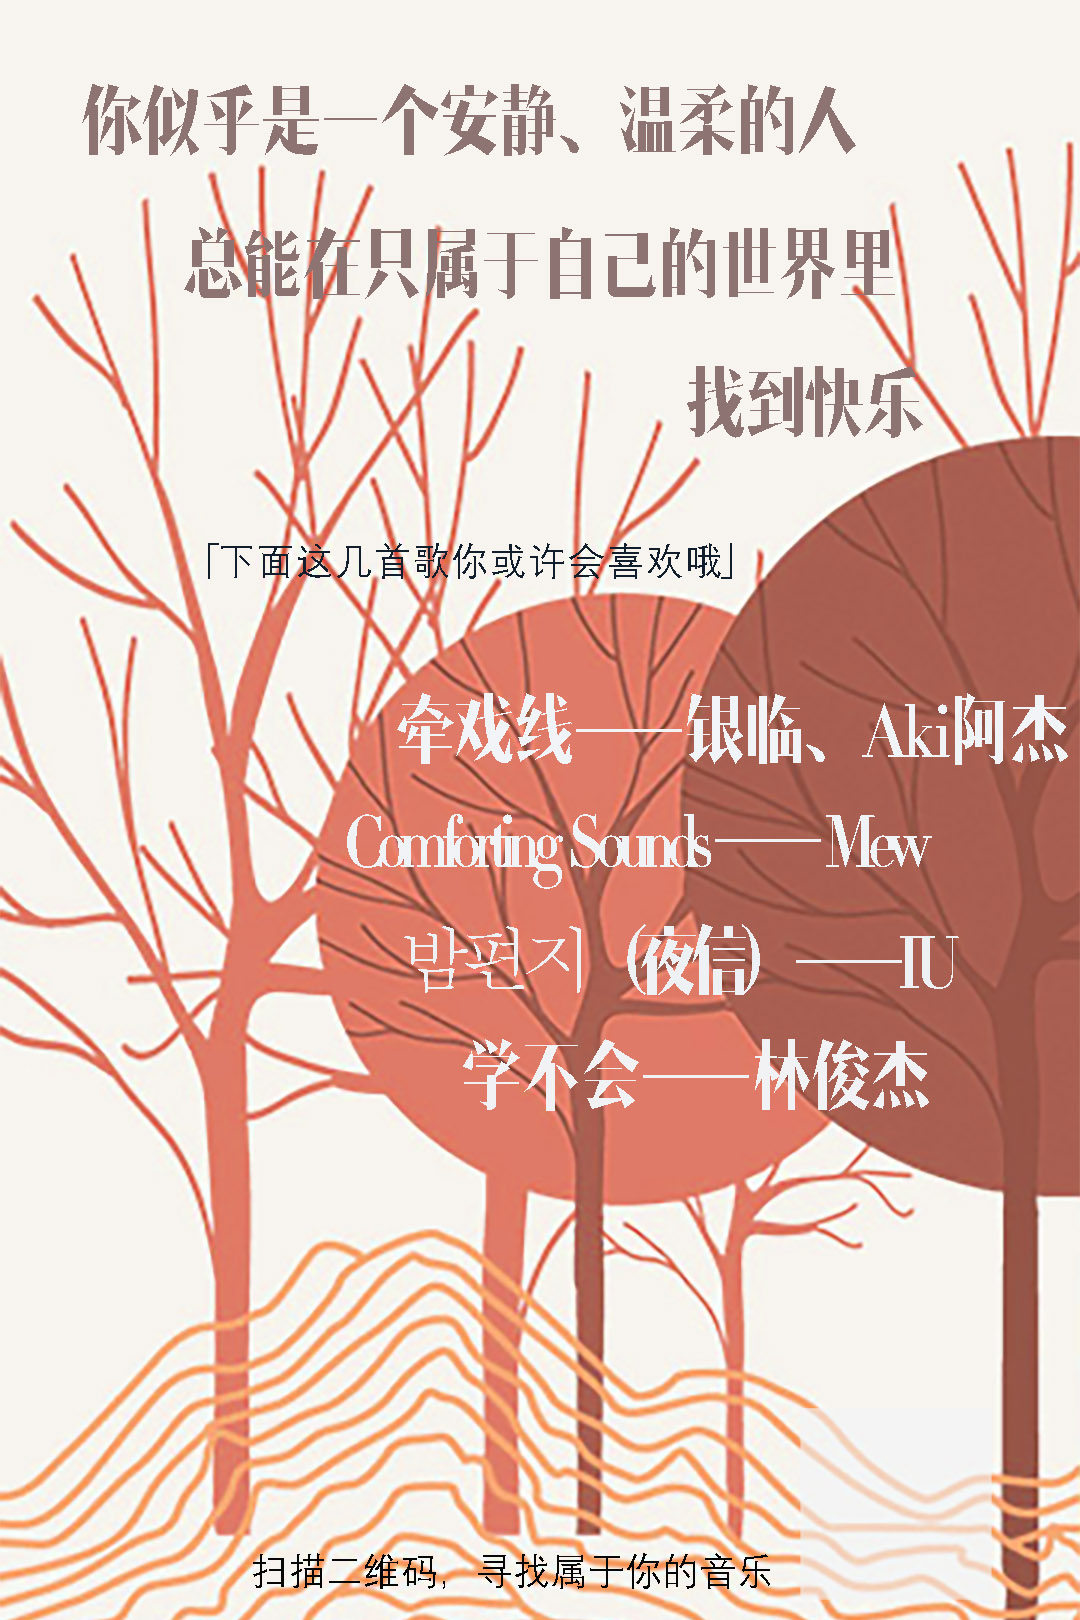 你似乎是一个安静、温柔的人
总能在只属于自己的世界里
找到快乐
「下面这几首歌你或许会喜欢哦」
牵戏线——银临、Aki阿杰
Comforting Sounds——Mew
밤편지（夜信）——IU
学不会——林俊杰
扫描二维码，寻找属于你的音乐